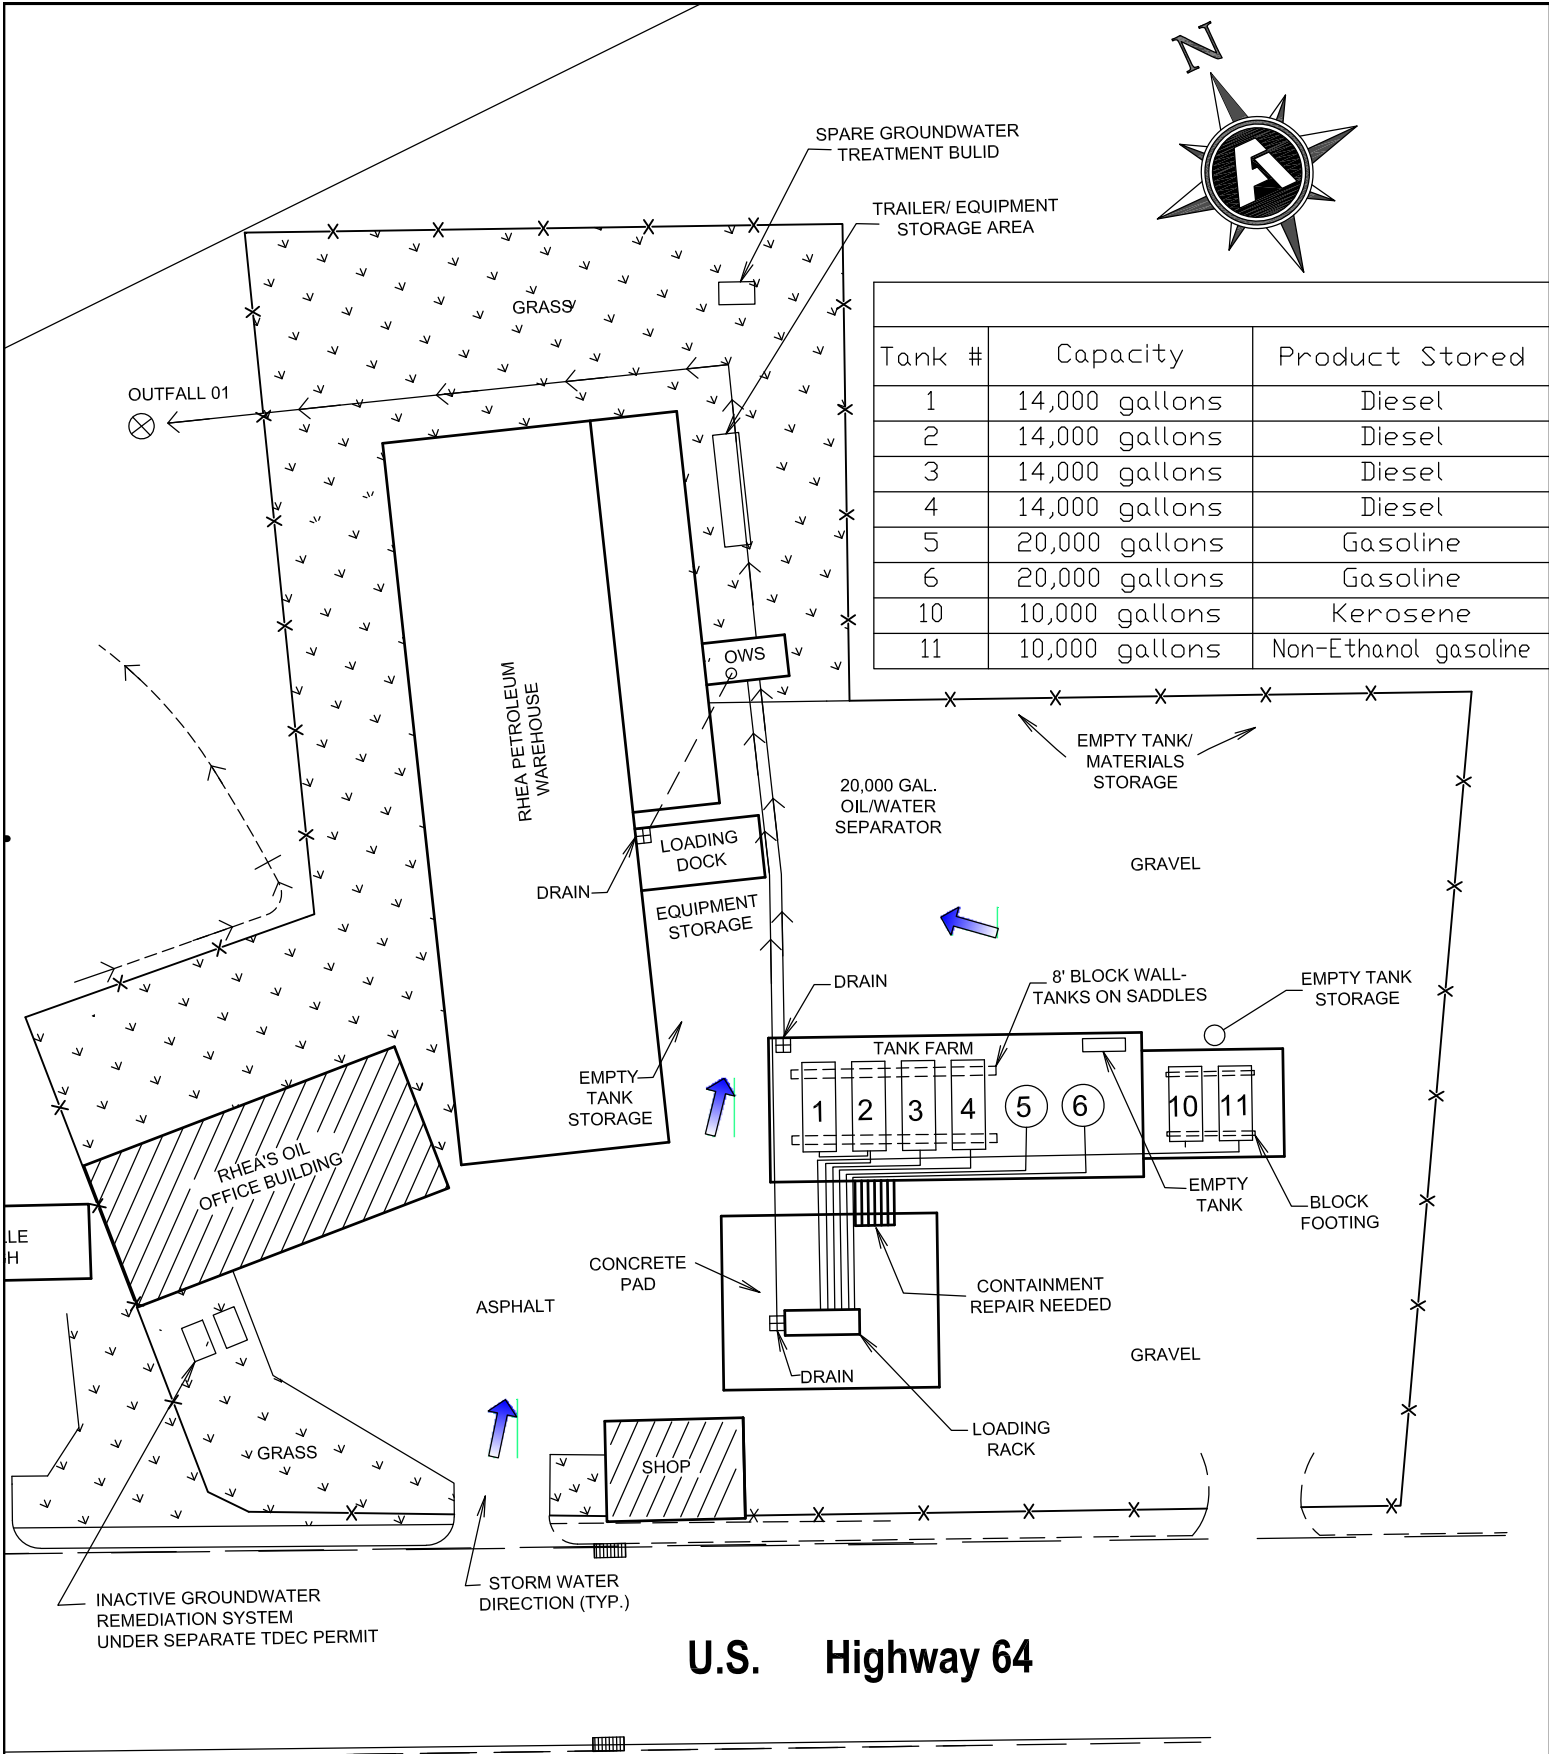 N
SPARE GROUNDWATER
TREATMENT BULID
TRAILER/ EQUIPMENT
STORAGE AREA
GRASS
OUTFALL 01
Tank # Capacity Product Stored
1 14,000 gallons Diesel
2 14,000 gallons Diesel
3 14,000 gallons Diesel
4 14,000 gallons Diesel
5 20,000 gallons Gasoline
6 20,000 gallons Gasoline
10 10,000 gallons Kerosene
11 10,000 gallons Non-Ethanol gasoline
OWS
RHEA PETROLEUM
WAREHOUSE
EMPTY TANK/
MATERIALS
STORAGE
20,000 GAL.
OIL/WATER
SEPARATOR
GRAVEL
LOADING
DOCK
DRAIN
EQUIPMENT
STORAGE
DRAIN
8' BLOCK WALL-
TANKS ON SADDLES
EMPTY TANK
STORAGE
TANK FARM
EMPTY
TANK
STORAGE
1 2 3 4 5 6 10 11
RHEA'S OIL
OFFICE BUILDING
EMPTY
TANK
BLOCK
FOOTING
LLE
SH
CONCRETE
PAD
CONTAINMENT
REPAIR NEEDED
ASPHALT
GRAVEL
DRAIN
LOADING
RACK
GRASS
SHOP
INACTIVE GROUNDWATER
REMEDIATION SYSTEM
UNDER SEPARATE TDEC PERMIT
STORM WATER
DIRECTION (TYP.)
U.S. Highway 64